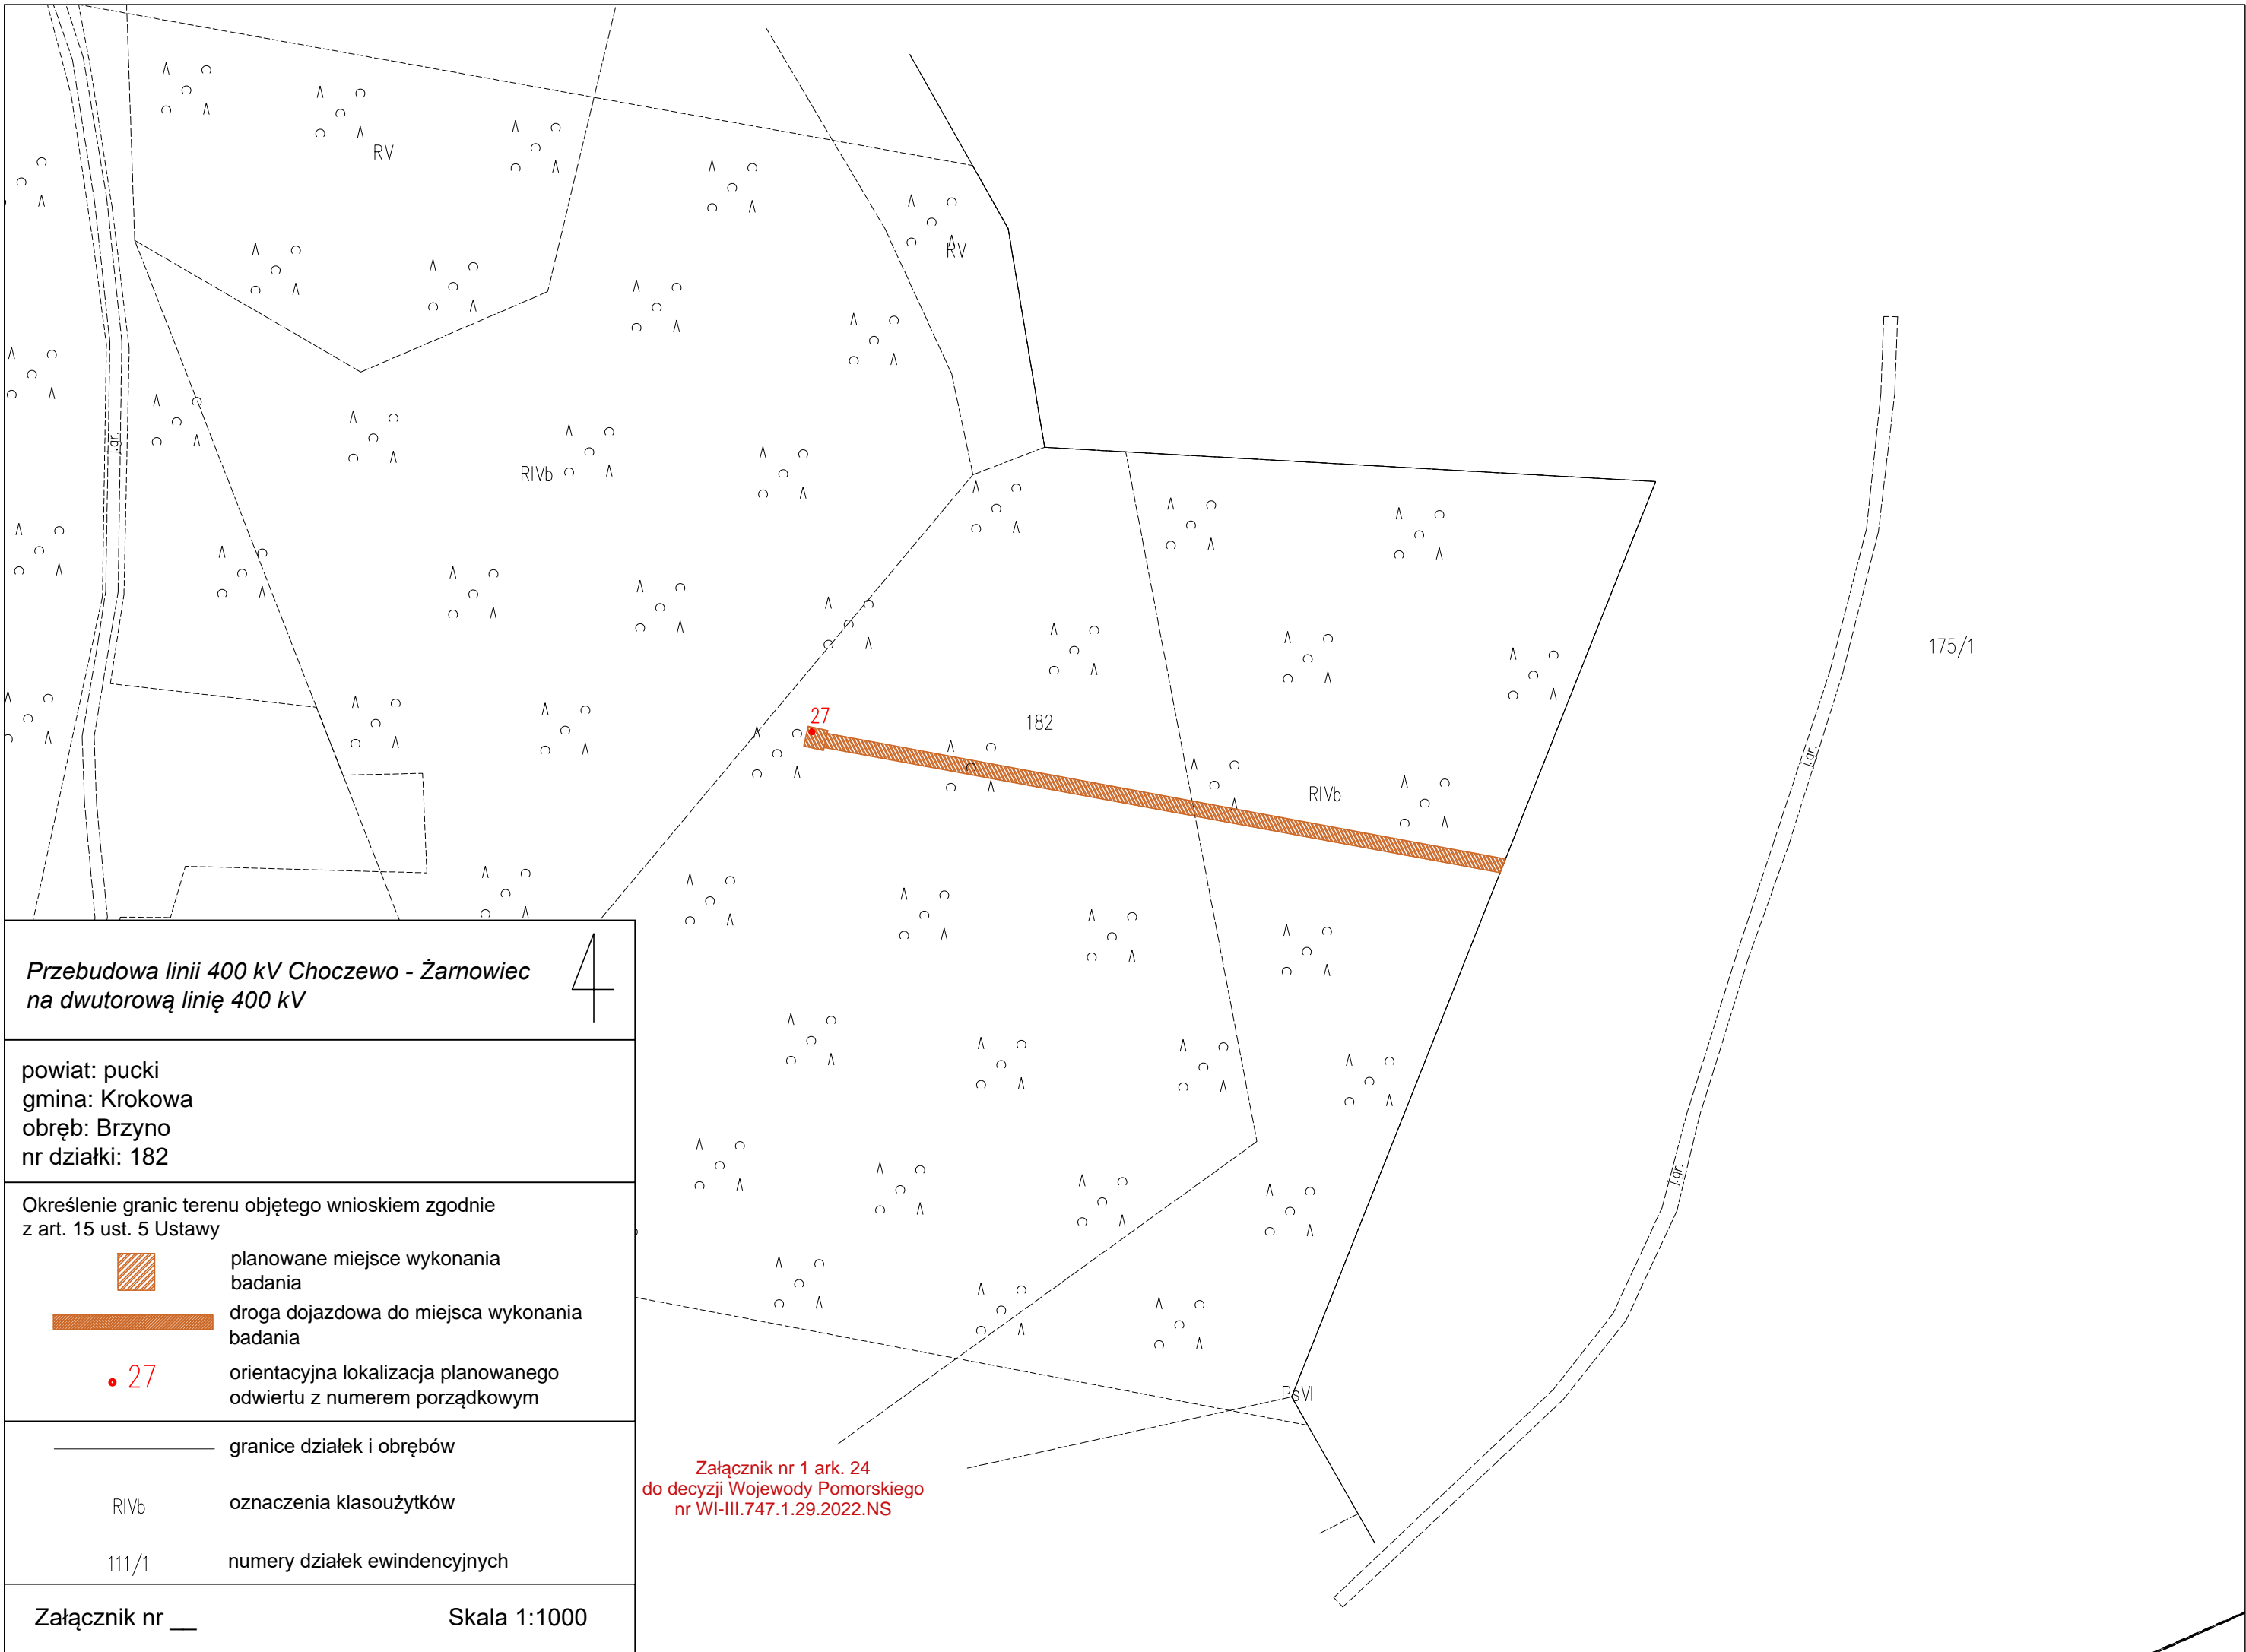 RV
RV
j.gr.
RIVb
175/1
27
182
j.gr.
RIVb
Przebudowa linii 400 kV Choczewo - Żarnowiec
na dwutorową linię 400 kV
powiat: pucki
gmina: Krokowa
obręb: Brzyno
nr działki: 182
j.gr.
Określenie granic terenu objętego wnioskiem zgodnie
z art. 15 ust. 5 Ustawy
planowane miejsce wykonania
badania
droga dojazdowa do miejsca wykonania
badania
27 orientacyjna lokalizacja planowanego
odwiertu z numerem porządkowym
PsVI
granice działek i obrębów
RIVb oznaczenia klasoużytków
111/1 numery działek ewindencyjnych
Załącznik nr __ Skala 1:1000
Załącznik nr 1 ark. 24
do decyzji Wojewody Pomorskiego
nr WI-III.747.1.29.2022.NS